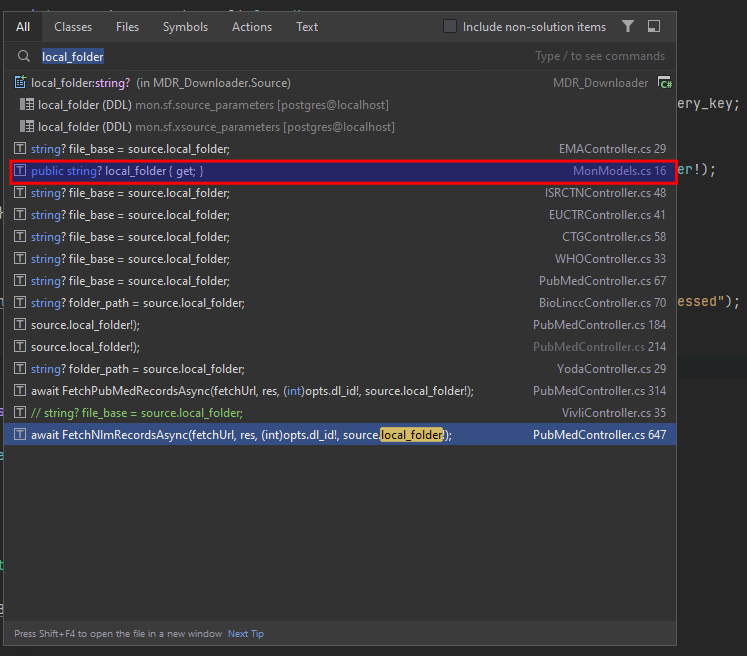 All Classes Files Symbols Actions Text Include non-solution items
local_folder Type / to see commands
local_folder:string? (in MDR_Downloader.Source) MDR_Downloader C#
local_folder (DDL) mon.sf.source_parameters [postgres@localhost] ery_key;
local_folder (DDL) mon.sf.xsource_parameters [postgres@localhost]
string? file_base = source.local_folder; EMAController.cs 29
public string? local_folder { get; } MonModels.cs 16 er!);
string? file_base = source.local_folder; ISRCTNController.cs 48
string? file_base = source.local_folder; EUCTRController.cs 41
string? file_base = source.local_folder; CTGController.cs 58
string? file_base = source.local_folder; WHOController.cs 33
string? file_base = source.local_folder; PubMedController.cs 67
string? folder_path = source.local_folder; BioLinccController.cs 70 essed");
source.local_folder!); PubMedController.cs 184
source.local_folder!); PubMedController.cs 214
string? folder_path = source.local_folder; YodaController.cs 29
await FetchPubMedRecordsAsync(fetchUrl, res, (int)opts.dl_id!, source.local_folder!); PubMedController.cs 314
// string? file_base = source.local_folder; VivliController.cs 35
await FetchNlmRecordsAsync(fetchUrl, res, (int)opts.dl_id!, source.local_folder!); PubMedController.cs 647
Press Shift+F4 to open the file in a new window Next Tip